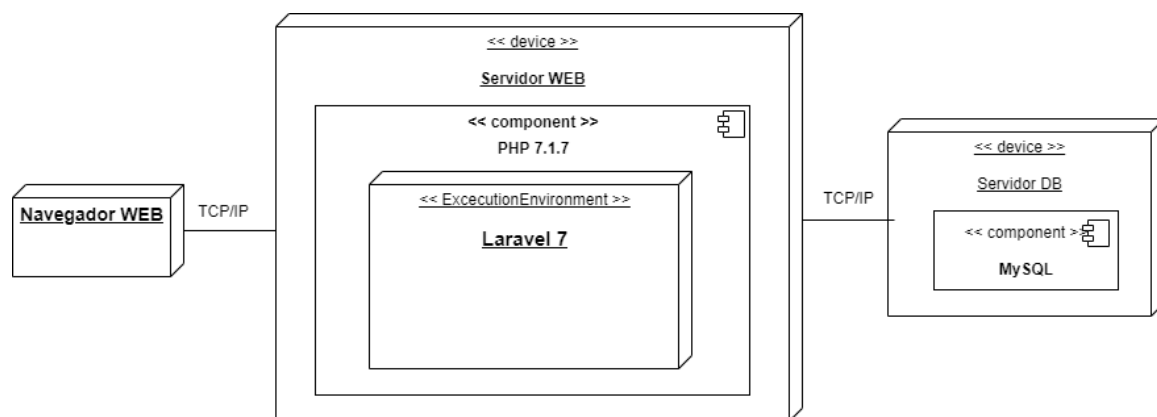 Navegador WEB
TCP/IP
<< device >>
Servidor WEB
<< component >>
PHP 7.1.7
<< ExcecutionEnvironment >>
Laravel 7
TCP/IP
<< device >>
Servidor DB
<< component >>
MySQL